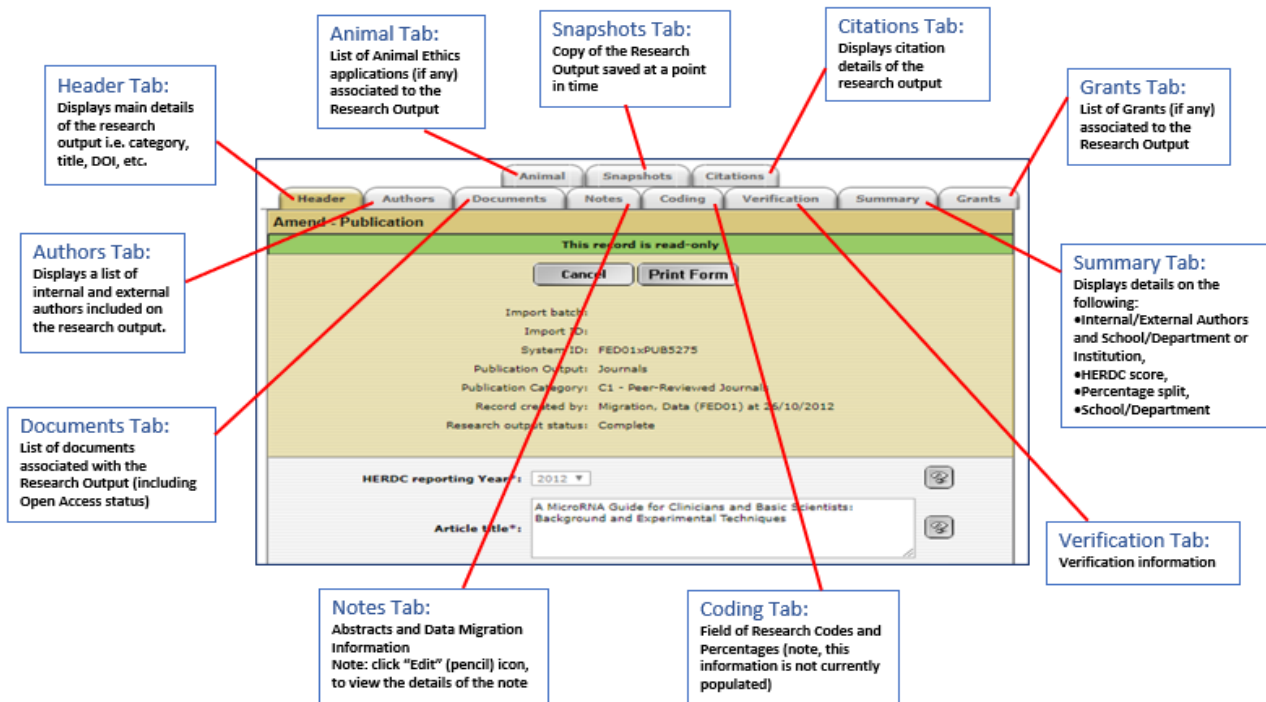 Animal Tab:
List of Animal Ethics
applications (if any)
associated to the
Research Output
Snapshots Tab:
Copy of the Research
Output saved at a point
in time
Citations Tab:
Displays citation
details of the
research output
Header Tab:
Displays main details
of the research
output i.e. category,
title, DOI, etc.
Grants Tab:
List of Grants (if any)
associated to the
Research Output
Animal Snapshots Citations
Header Authors Documents Notes Coding Verification Summary Grants
Amend - Publication
This record is read-only
Cancel Print Form
Import batch:
Import ID:
System ID: FED01xPUB5275
Publication Output: Journals
Publication Category: C1 - Peer-Reviewed Journals
Record created by: Migration, Data (FED01) at 26/10/2012
Research output status: Complete
HERDC reporting Year*: 2012
Article title*: A MicroRNA Guide for Clinicians and Basic Scientists:
Background and Experimental Techniques
Authors Tab:
Displays a list of
internal and external
authors included on
the research output.
Summary Tab:
Displays details on the
following:
•Internal/External Authors
and School/Department or
Institution,
•HERDC score,
•Percentage split,
•School/Department
Documents Tab:
List of documents
associated with the
Research Output (including
Open Access status)
Verification Tab:
Verification information
Notes Tab:
Abstracts and Data Migration
Information
Note: click “Edit” (pencil) icon,
to view the details of the note
Coding Tab:
Field of Research Codes and
Percentages (note, this
information is not currently
populated)